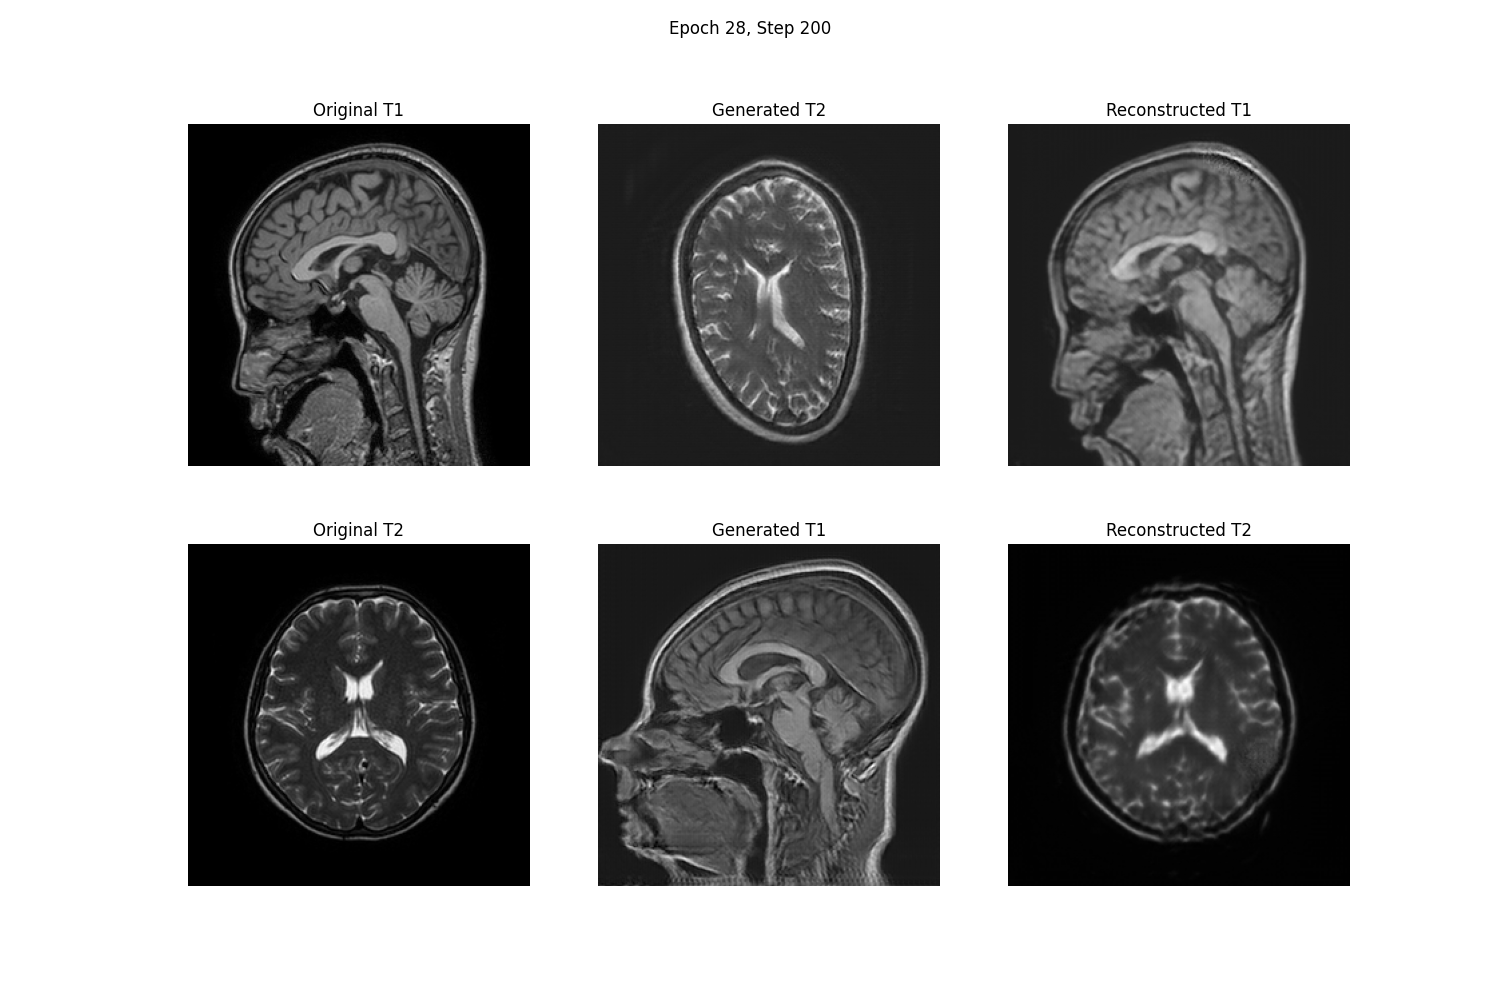 Epoch 28, Step 200
Original T1
Generated T2
Reconstructed T1
Original T2
Generated T1
Reconstructed T2